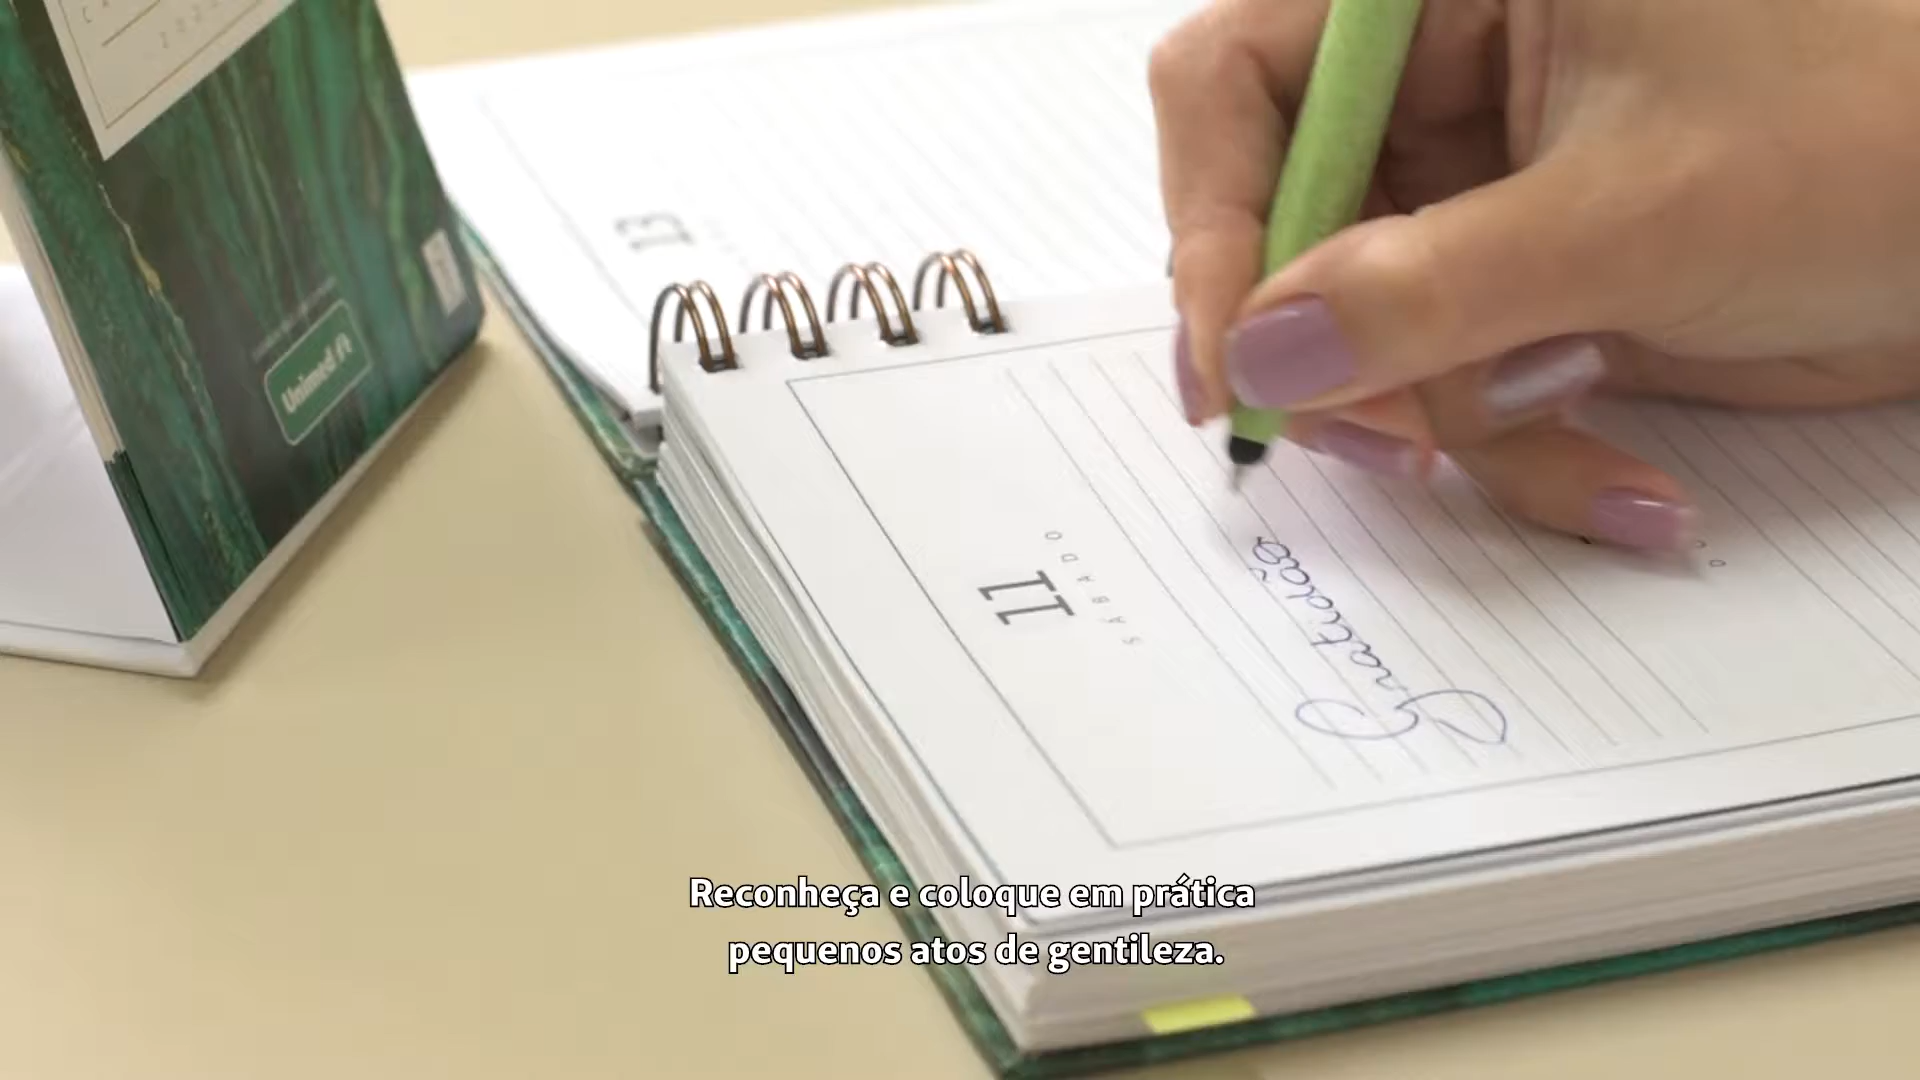 Unimed
13
11
SÁBADO
Gratidão
Reconheça e coloque em prática
pequenos atos de gentileza.